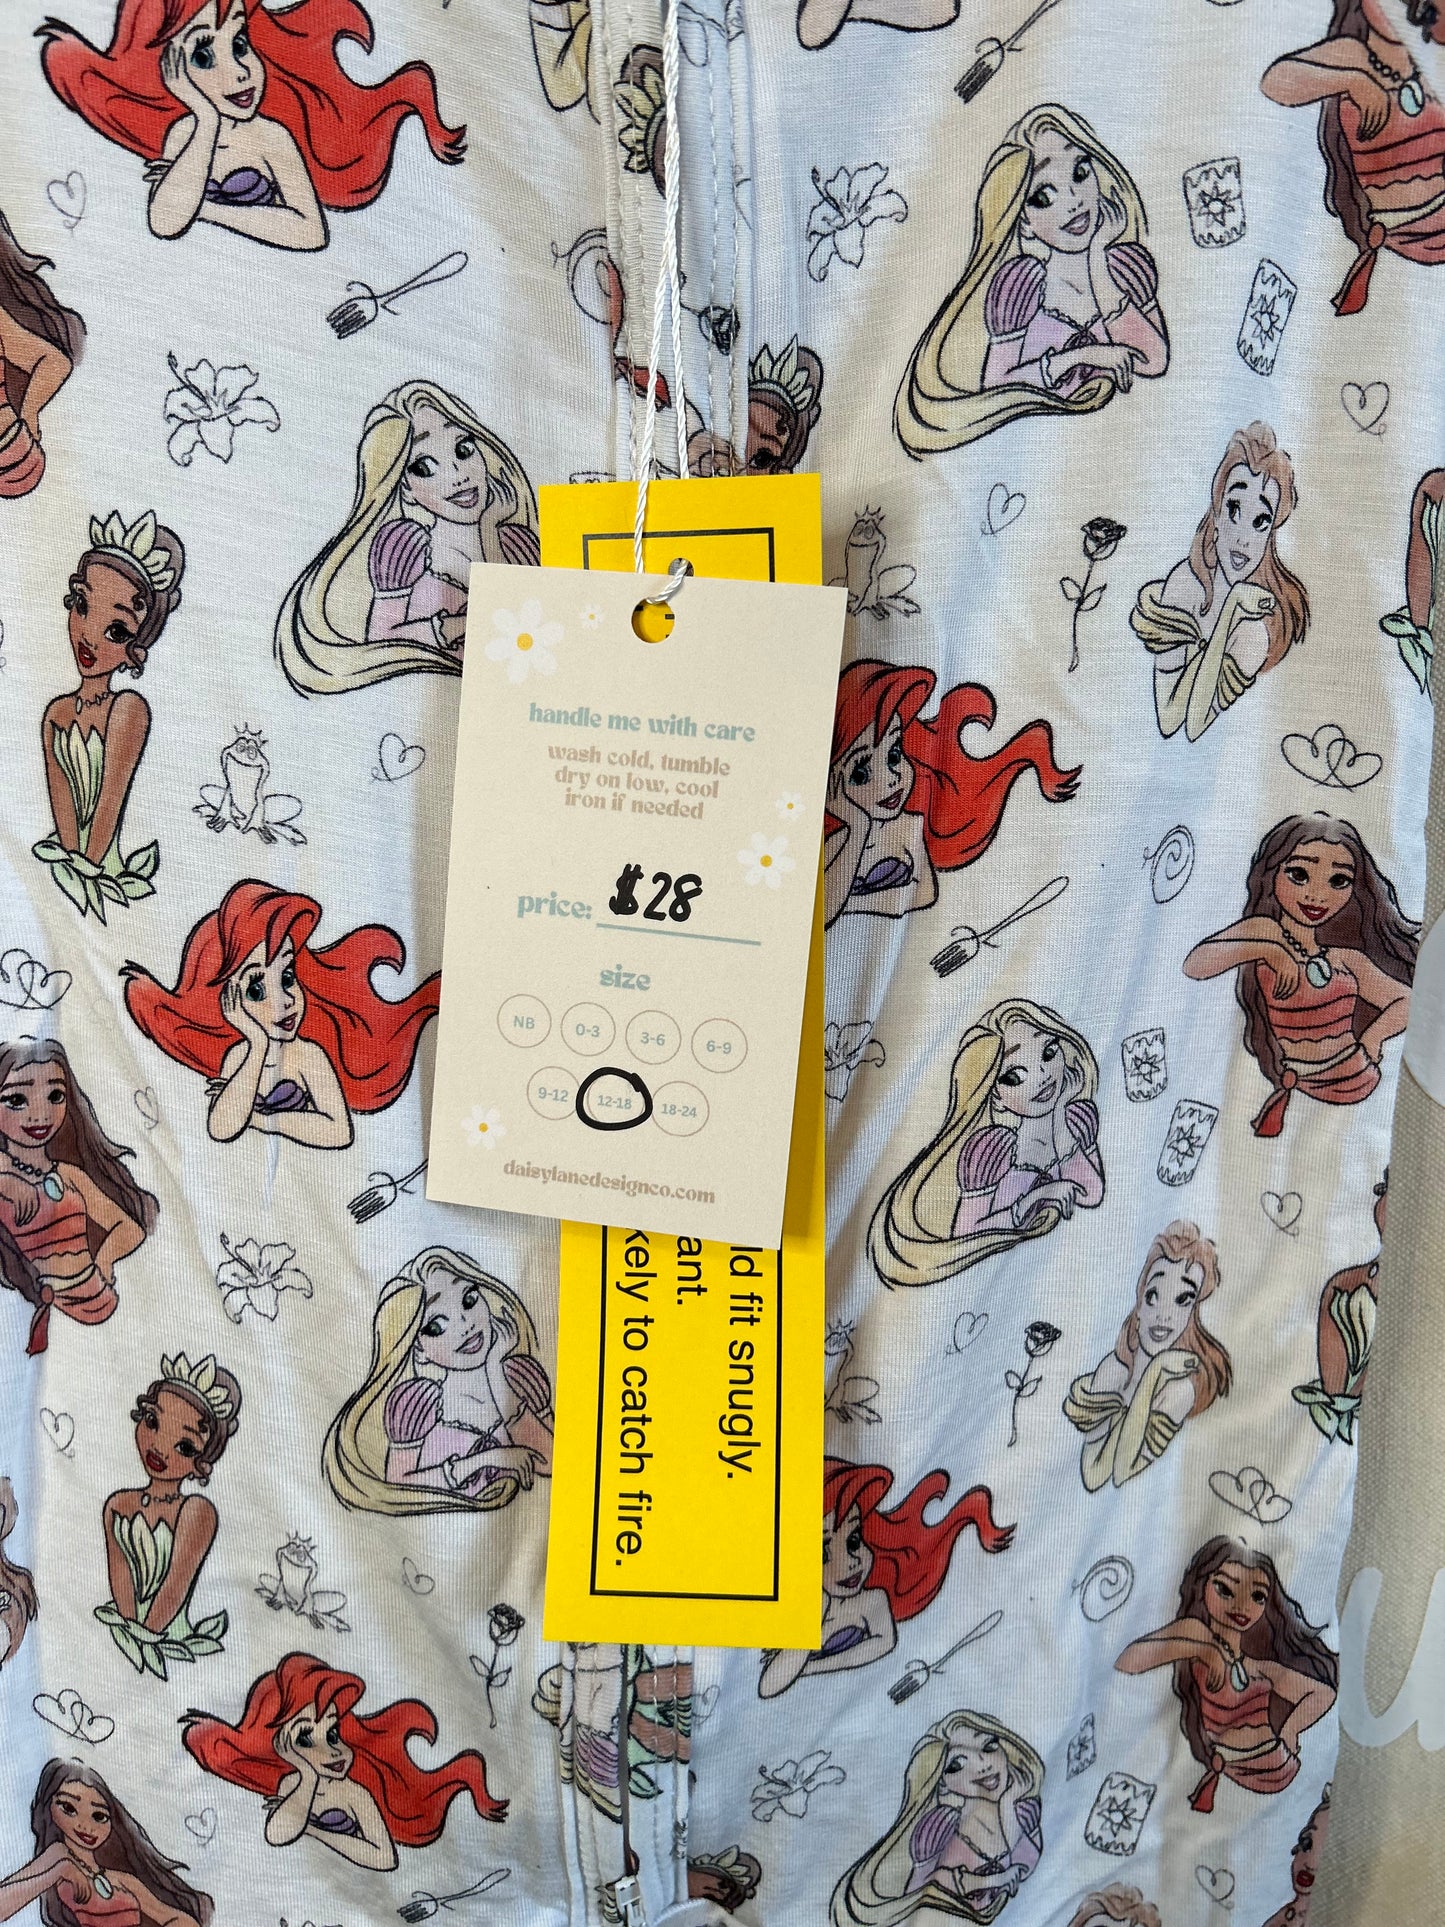 handle me with care
wash cold, tumble
dry on low, cool
iron if needed
price: $28
size
NB 0-3 3-6 6-9
9-12 12-18 18-24
daisylanedesignco.com
ld fit snugly.
ant.
kely to catch fire.